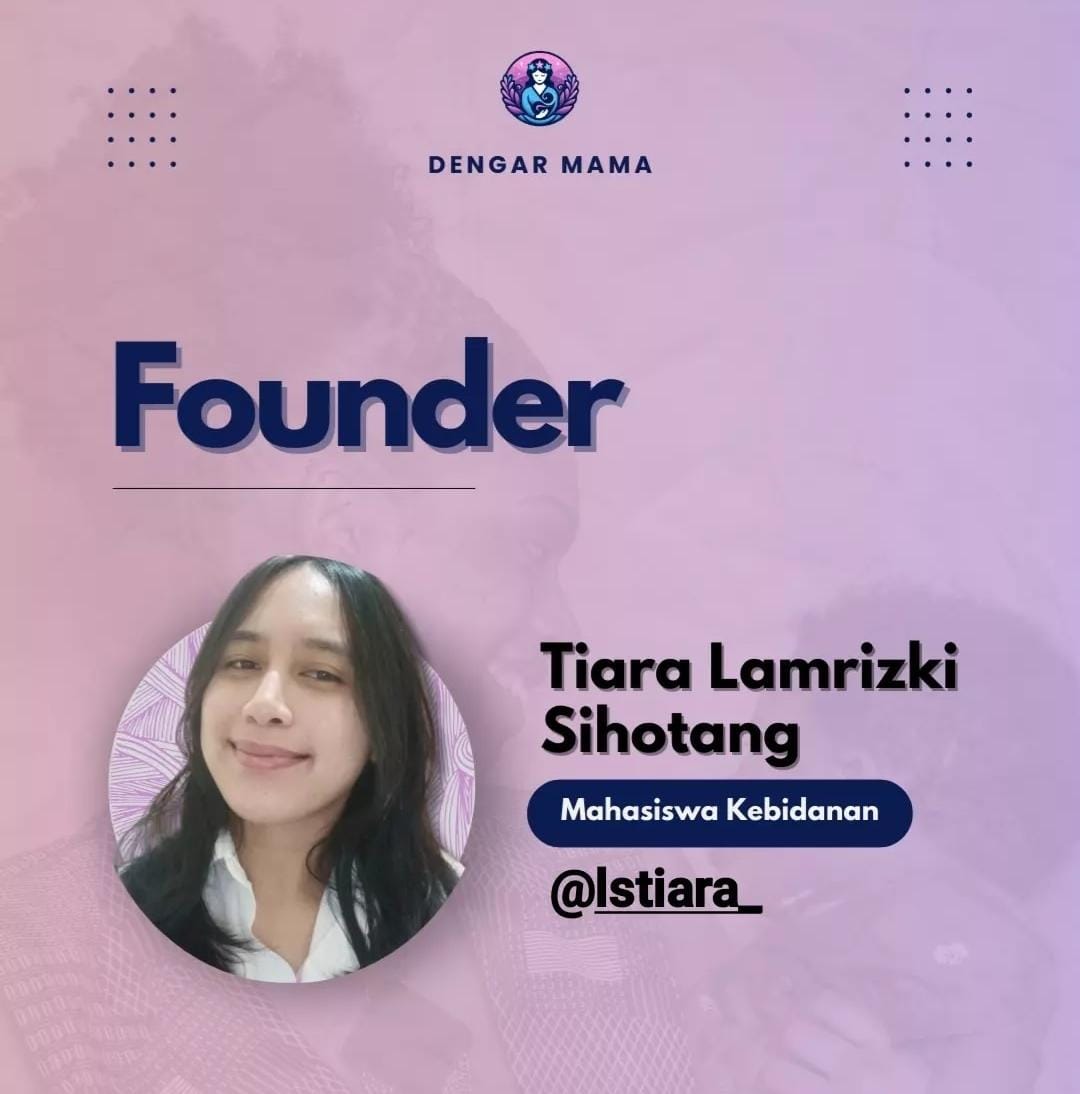 DENGAR MAMA
Founder
Tiara Lamrizki
Sihotang
Mahasiswa Kebidanan
@lstiara_